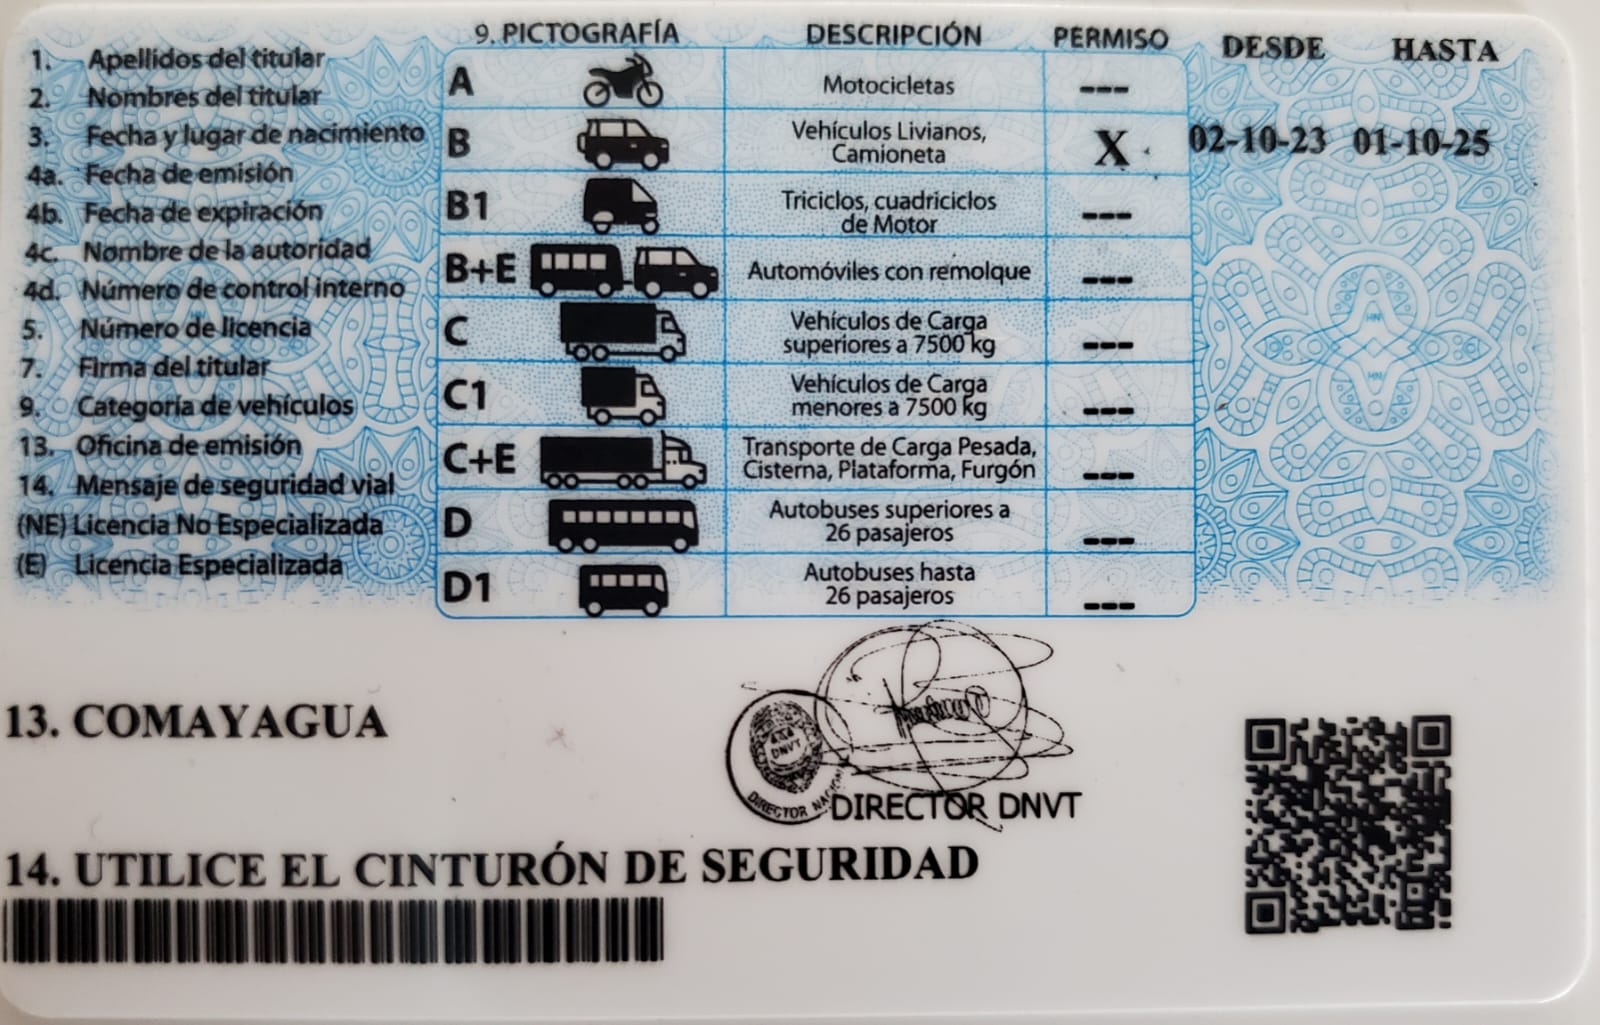 1. Apellidos del titular
2. Nombres del titular
3. Fecha y lugar de nacimiento
4a. Fecha de emisión
4b. Fecha de expiración
4c. Nombre de la autoridad
4d. Número de control interno
5. Número de licencia
7. Firma del titular
9. Categoría de vehículos
13. Oficina de emisión
14. Mensaje de seguridad vial
(NE) Licencia No Especializada
(E) Licencia Especializada
9. PICTOGRAFÍA DESCRIPCIÓN PERMISO DESDE HASTA
A Motocicletas ---
B Vehículos Livianos,
Camioneta X 02-10-23 01-10-25
B1 Triciclos, cuadriciclos
de Motor ---
B+E Automóviles con remolque ---
C Vehículos de Carga
superiores a 7500 kg ---
C1 Vehículos de Carga
menores a 7500 kg ---
C+E Transporte de Carga Pesada,
Cisterna, Plataforma, Furgón ---
D Autobuses superiores a
26 pasajeros ---
D1 Autobuses hasta
26 pasajeros ---
HN
HN
13. COMAYAGUA
DNVT
DIRECTOR
DIRECTOR DNVT
14. UTILICE EL CINTURÓN DE SEGURIDAD